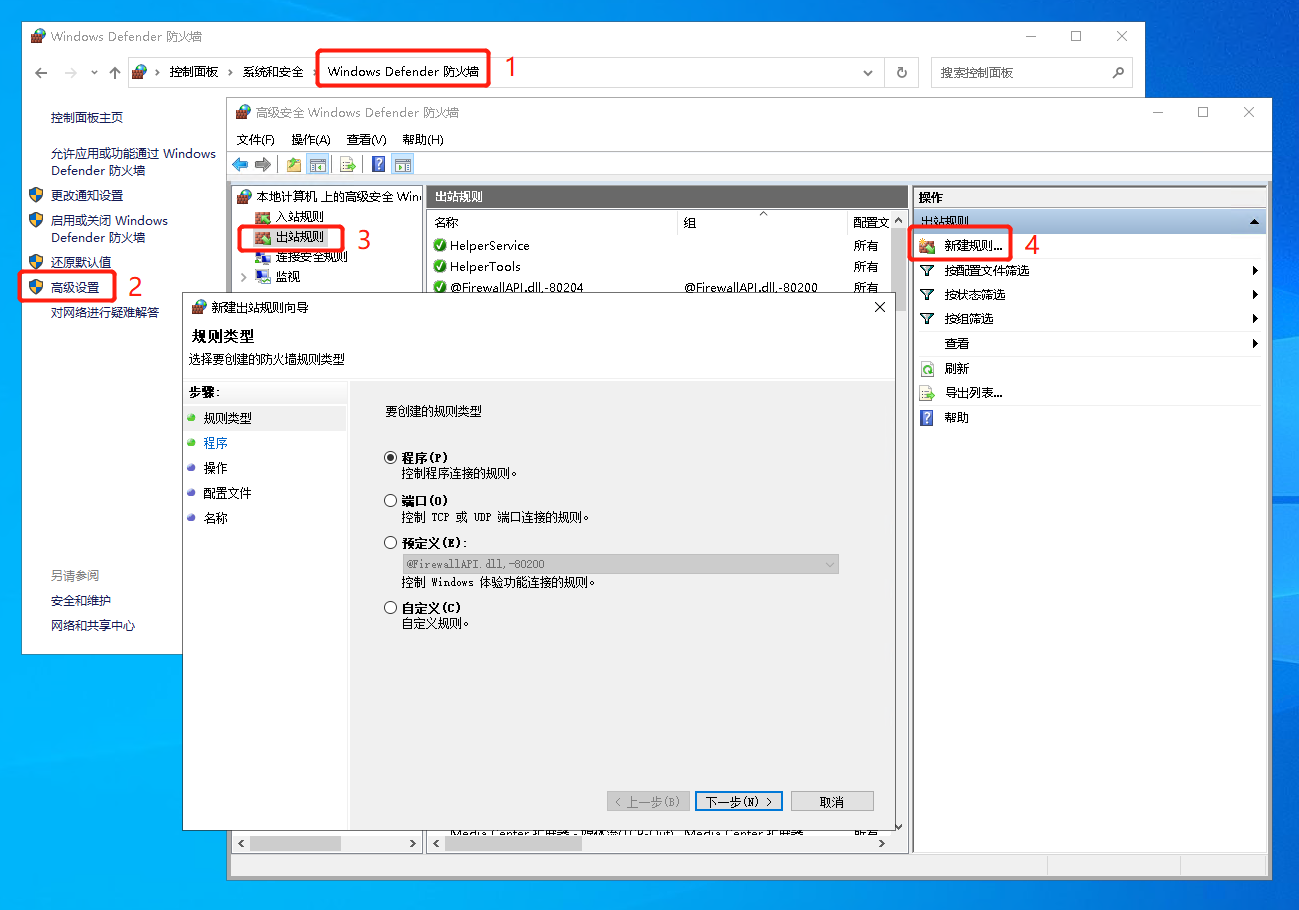 Windows Defender 防火墙
控制面板 › 系统和安全 › Windows Defender 防火墙
1
搜索控制面板
控制面板主页
允许应用或功能通过 Windows
Defender 防火墙
更改通知设置
启用或关闭 Windows
Defender 防火墙
还原默认值
高级设置
2
对网络进行疑难解答
另请参阅
安全和维护
网络和共享中心
高级安全 Windows Defender 防火墙
文件(F) 操作(A) 查看(V) 帮助(H)
本地计算机 上的高级安全 Win
入站规则
出站规则
3
连接安全规则
监视
出站规则
名称 组 配置文
HelperService 所有
HelperTools 所有
@FirewallAPI.dll,-80204 @FirewallAPI.dll,-80200 所有
Media Center 扩展器 - 媒体流(TCP-Out) Media Center 扩展器 所有
操作
出站规则
新建规则...
4
按配置文件筛选
按状态筛选
按组筛选
查看
刷新
导出列表...
帮助
新建出站规则向导
规则类型
选择要创建的防火墙规则类型
步骤:
规则类型
程序
操作
配置文件
名称
要创建的规则类型
程序(P)
控制程序连接的规则。
端口(O)
控制 TCP 或 UDP 端口连接的规则。
预定义(E):
@FirewallAPI.dll,-80200
控制 Windows 体验功能连接的规则。
自定义(C)
自定义规则。
< 上一步(B) 下一步(N) > 取消